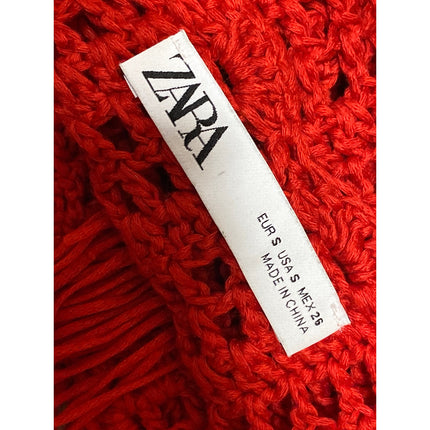 ZARA
EUR S USA S MEX 26
MADE IN CHINA